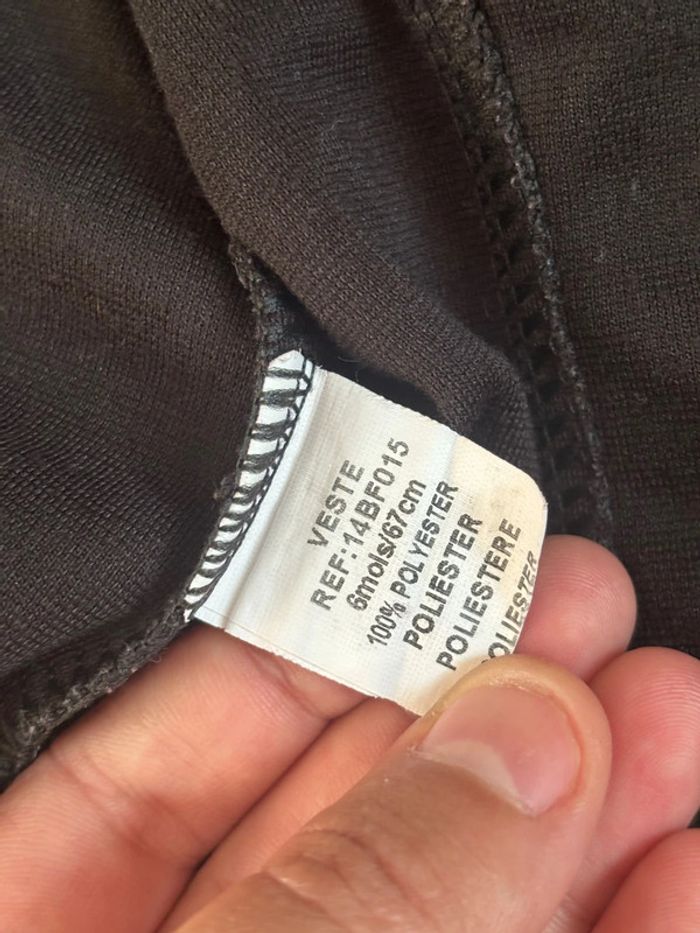 VESTE
REF:14BF015
6mois/67cm
100% POLYESTER
POLIESTER
POLIESTERE